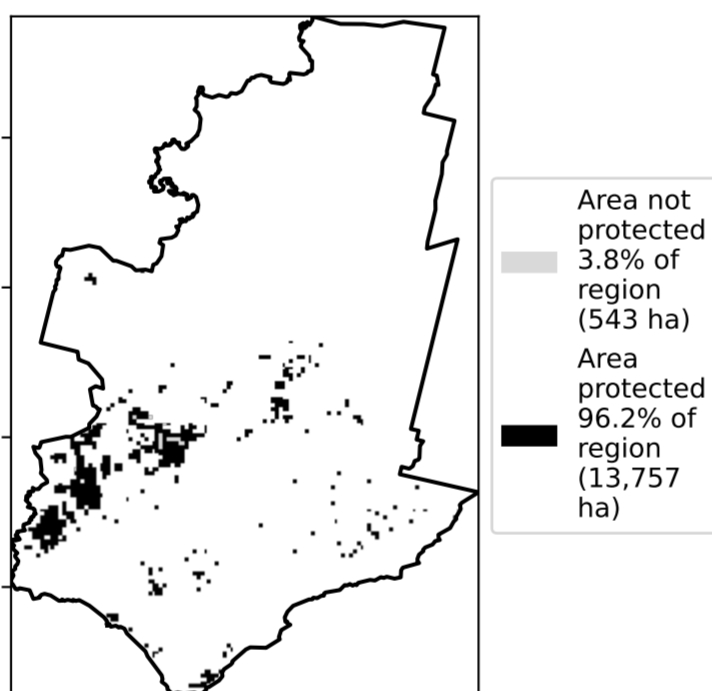 Area not
protected
3.8% of
region
(543 ha)
Area
protected
96.2% of
region
(13,757
ha)